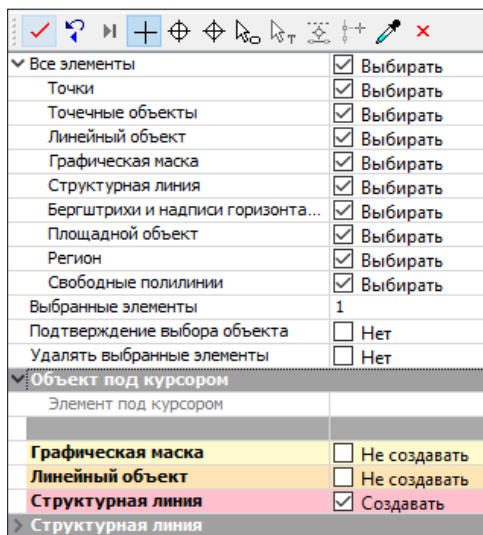 Все элементы Выбирать
Точки Выбирать
Точечные объекты Выбирать
Линейный объект Выбирать
Графическая маска Выбирать
Структурная линия Выбирать
Бергштрихи и надписи горизонта... Выбирать
Площадной объект Выбирать
Регион Выбирать
Свободные полилинии Выбирать
Выбранные элементы 1
Подтверждение выбора объекта Нет
Удалять выбранные элементы Нет
Объект под курсором
Элемент под курсором
Графическая маска Не создавать
Линейный объект Не создавать
Структурная линия Создавать
Структурная линия